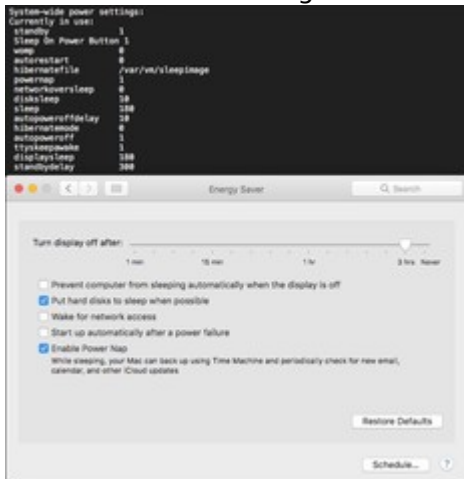 System-wide power settings:
Currently in use:
standby 1
Sleep On Power Button 1
womp 0
autorestart 0
hibernatefile /var/vm/sleepimage
powernap 1
networkoversleep 0
disksleep 10
sleep 180
autopoweroffdelay 10
hibernatemode 0
autopoweroff 1
ttyskeepawake 1
displaysleep 180
standbydelay 300
Energy Saver
Search
Turn display off after:
1 min 15 min 1 hr 3 hrs Never
Prevent computer from sleeping automatically when the display is off
Put hard disks to sleep when possible
Wake for network access
Start up automatically after a power failure
Enable Power Nap
While sleeping, your Mac can back up using Time Machine and periodically check for new email,
calendar, and other iCloud updates
Restore Defaults
Schedule... ?